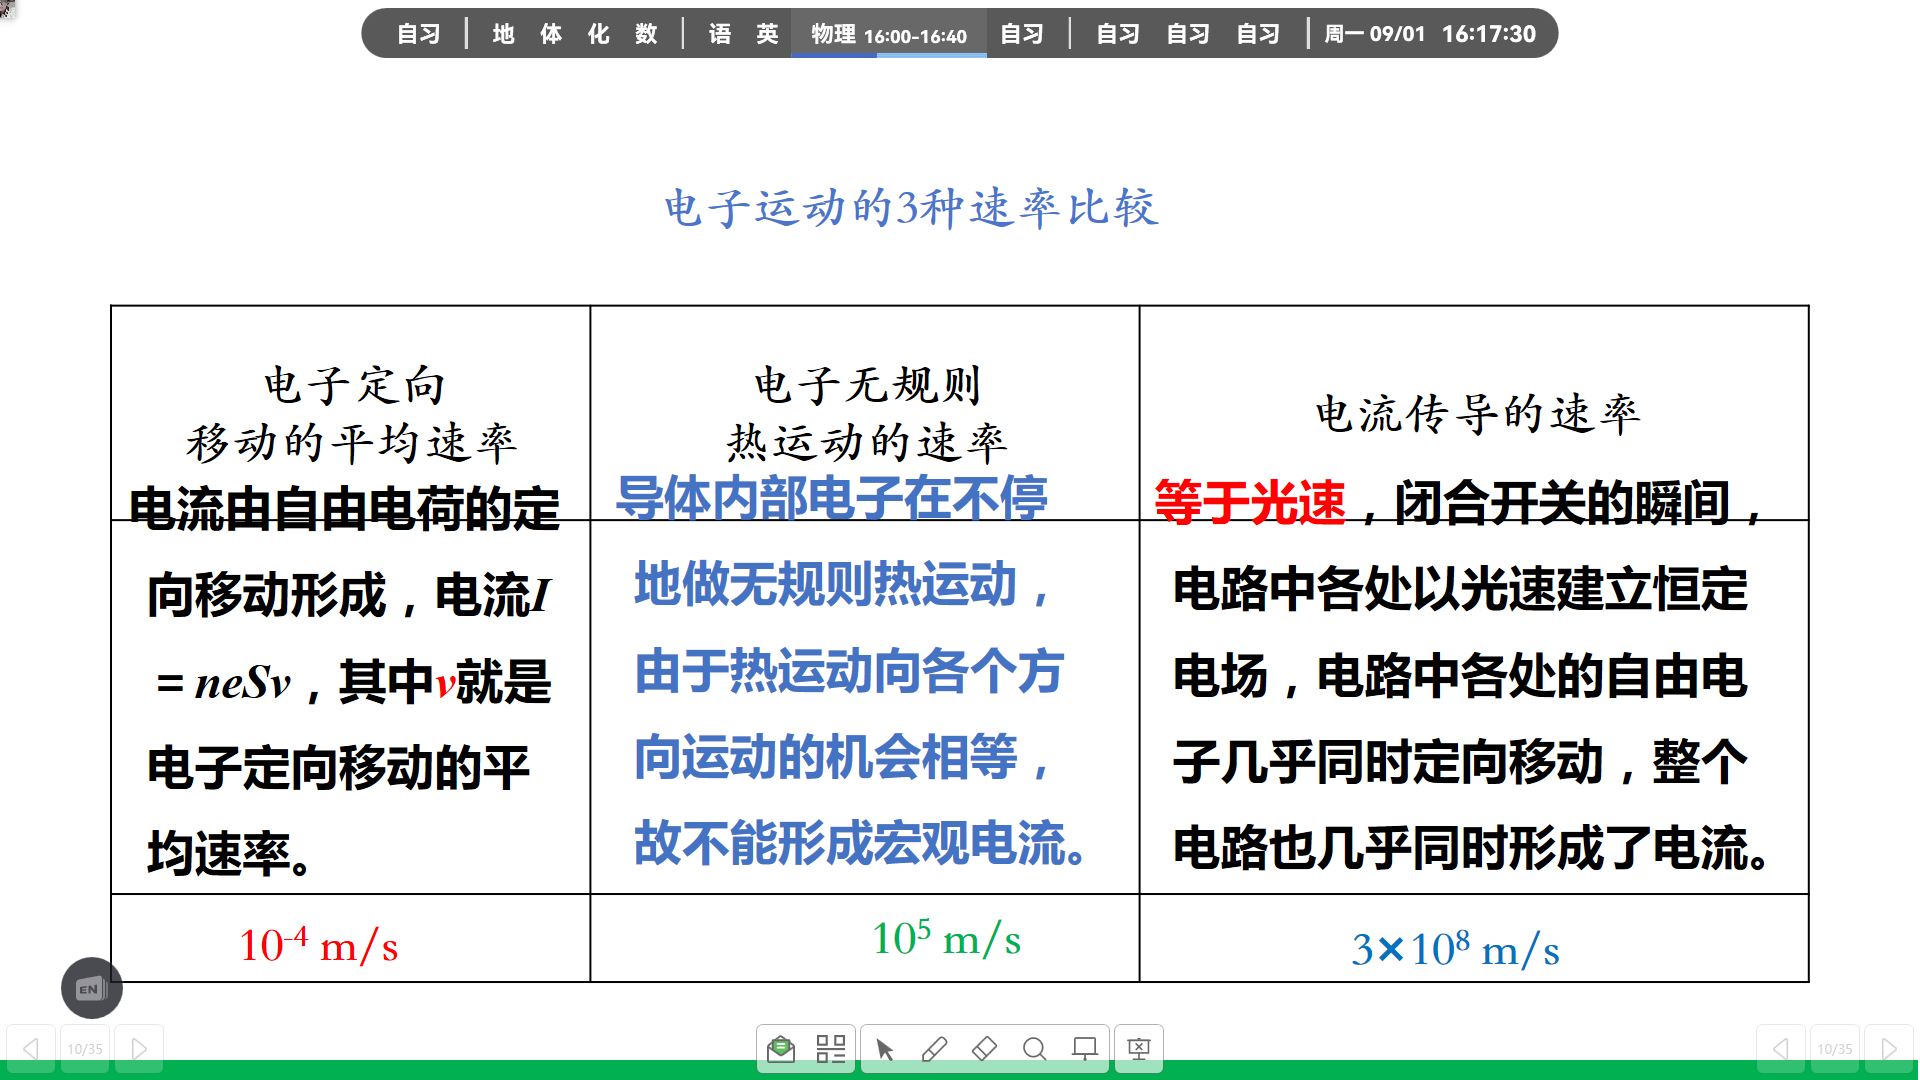 自习 | 地 体 化 数 | 语 英 物理 16:00-16:40 自习 | 自习 自习 自习 | 周一 09/01 16:17:30
电子运动的3种速率比较
电子定向
移动的平均速率
电流由自由电荷的定
向移动形成，电流I
=neSv，其中v就是
电子定向移动的平
均速率。
10⁻⁴ m/s
电子无规则
热运动的速率
导体内部电子在不停
地做无规则热运动，
由于热运动向各个方
向运动的机会相等，
故不能形成宏观电流。
10⁵ m/s
电流传导的速率
等于光速，闭合开关的瞬间，
电路中各处以光速建立恒定
电场，电路中各处的自由电
子几乎同时定向移动，整个
电路也几乎同时形成了电流。
3×10⁸ m/s
EN
10/35
10/35